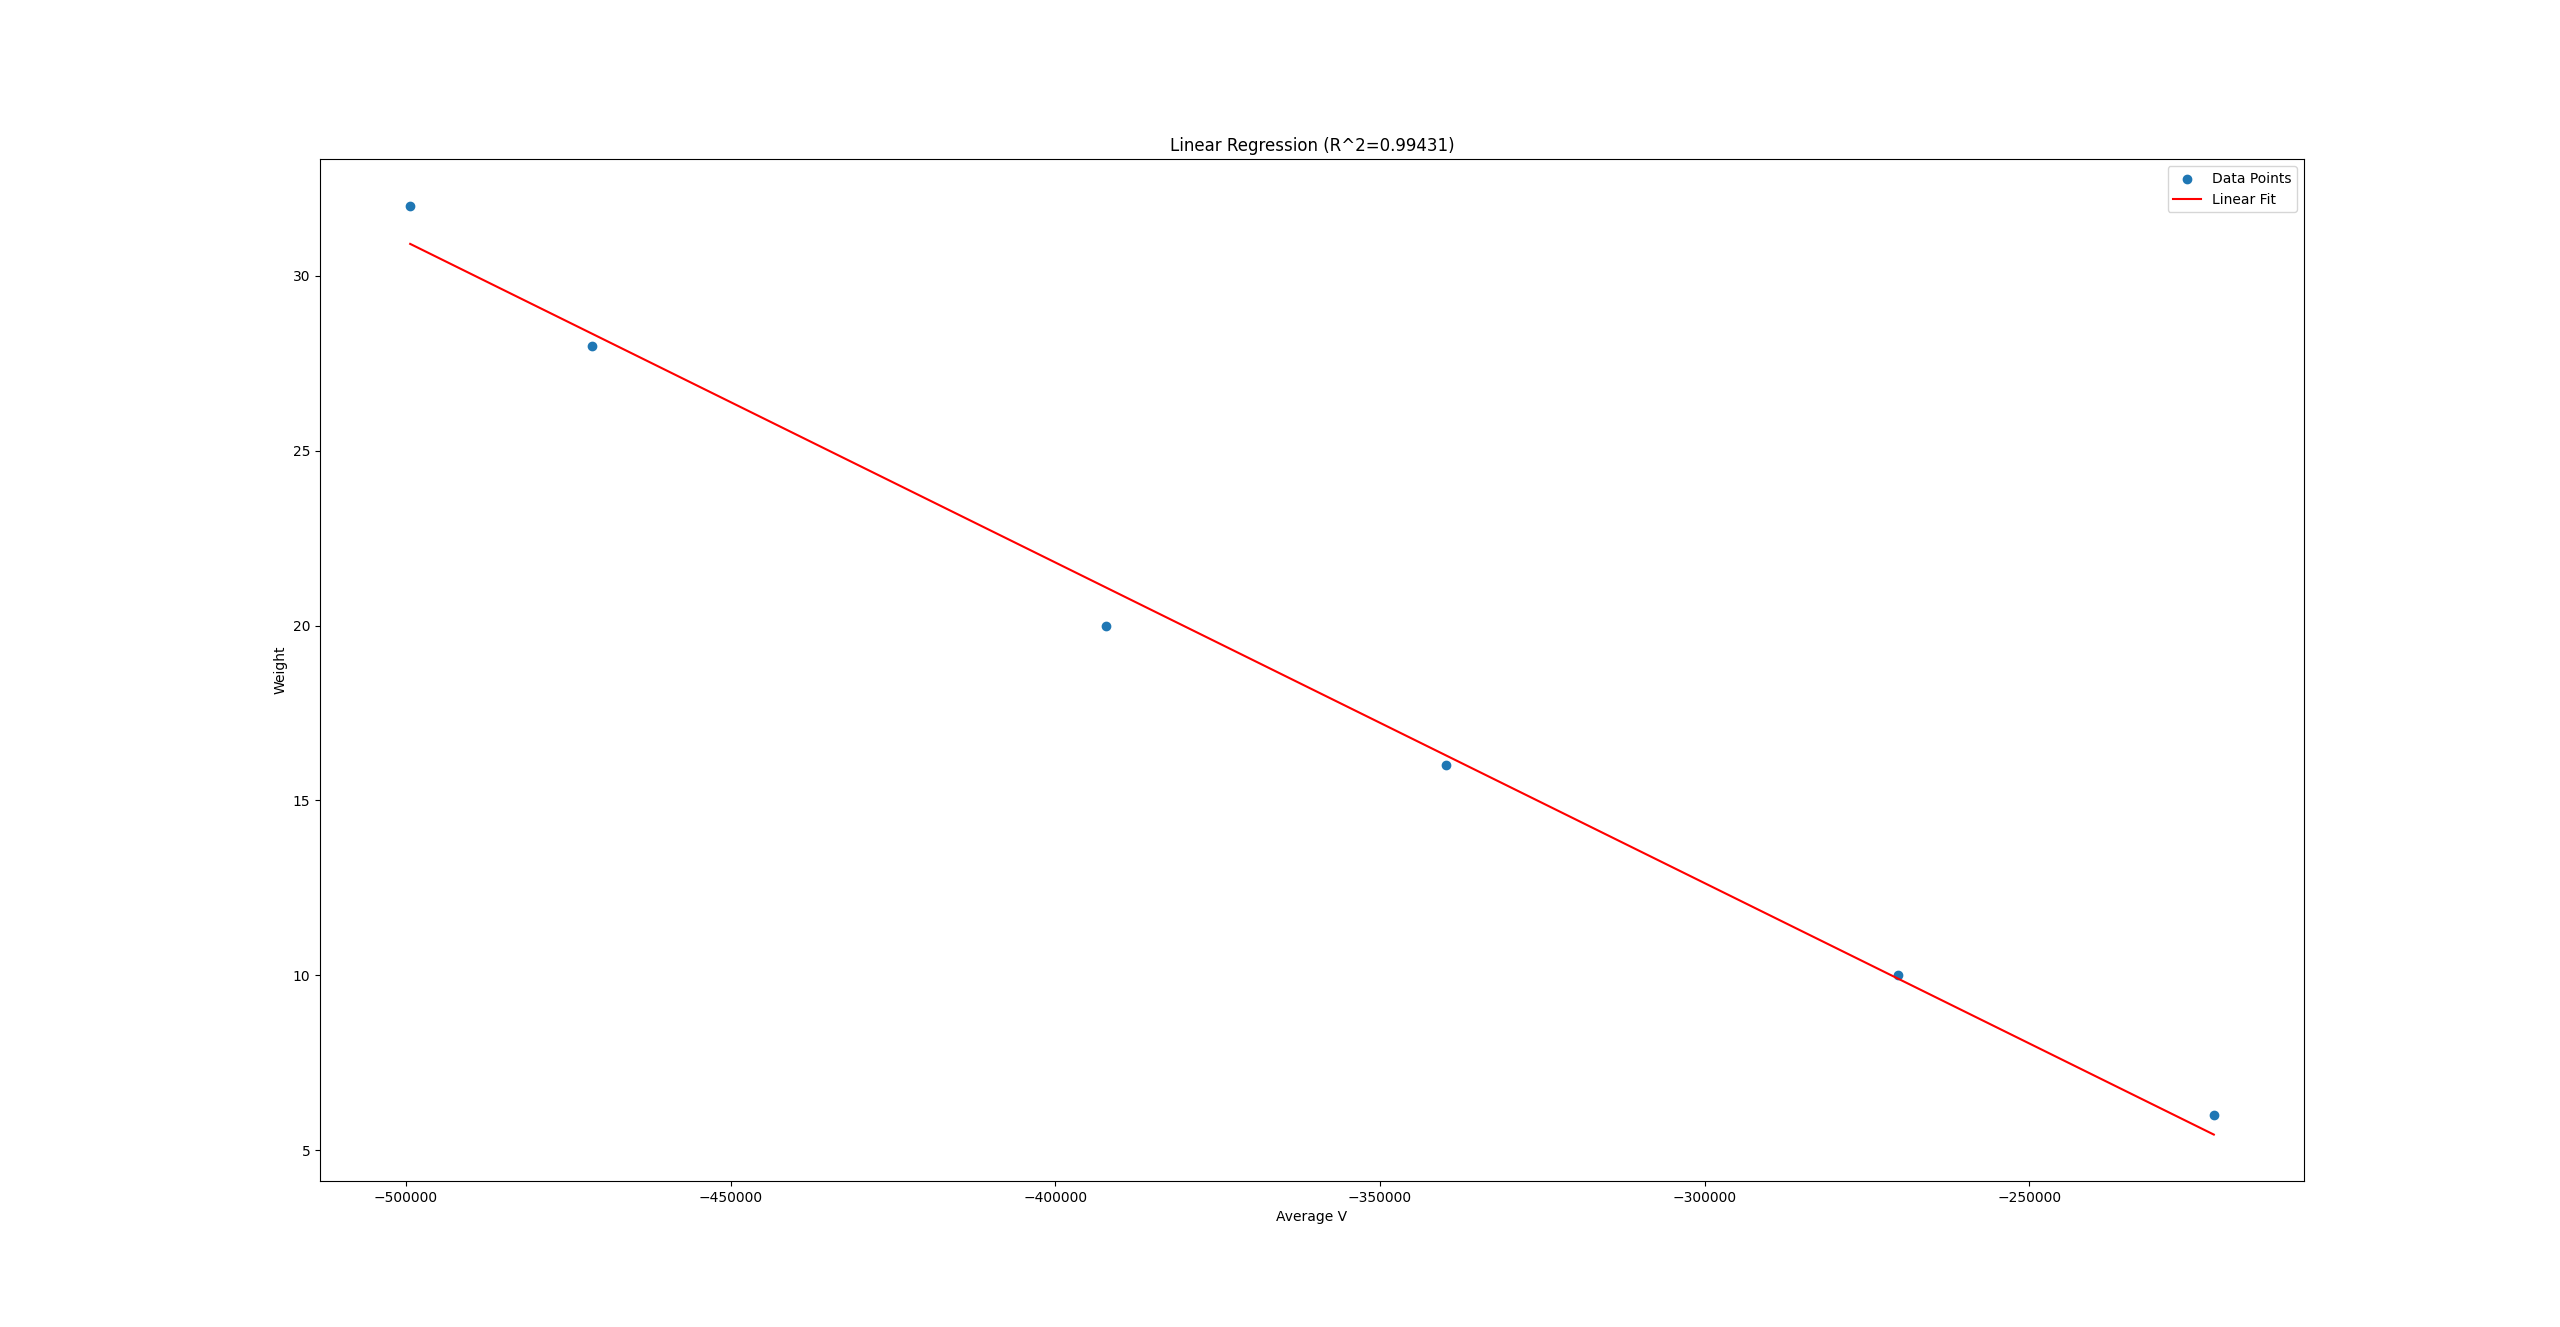 Linear Regression (R^2=0.99431)
Data Points
Linear Fit
30
25
20
15
10
5
Weight
−500000
−450000
−400000
−350000
−300000
−250000
Average V